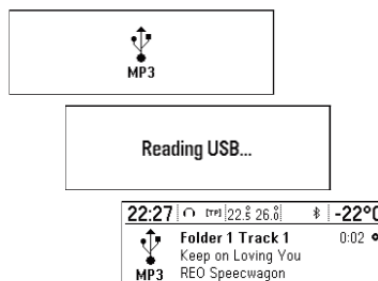 MP3
Reading USB...
22:27 [TP] 22.5 26.0 -22°C
Folder 1 Track 1 0:02
Keep on Loving You
MP3 REO Speecwagon